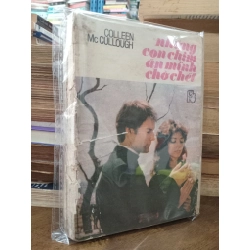 COLLEEN
McCULLOUGH
những
con chim
ẩn mình
chờ chết